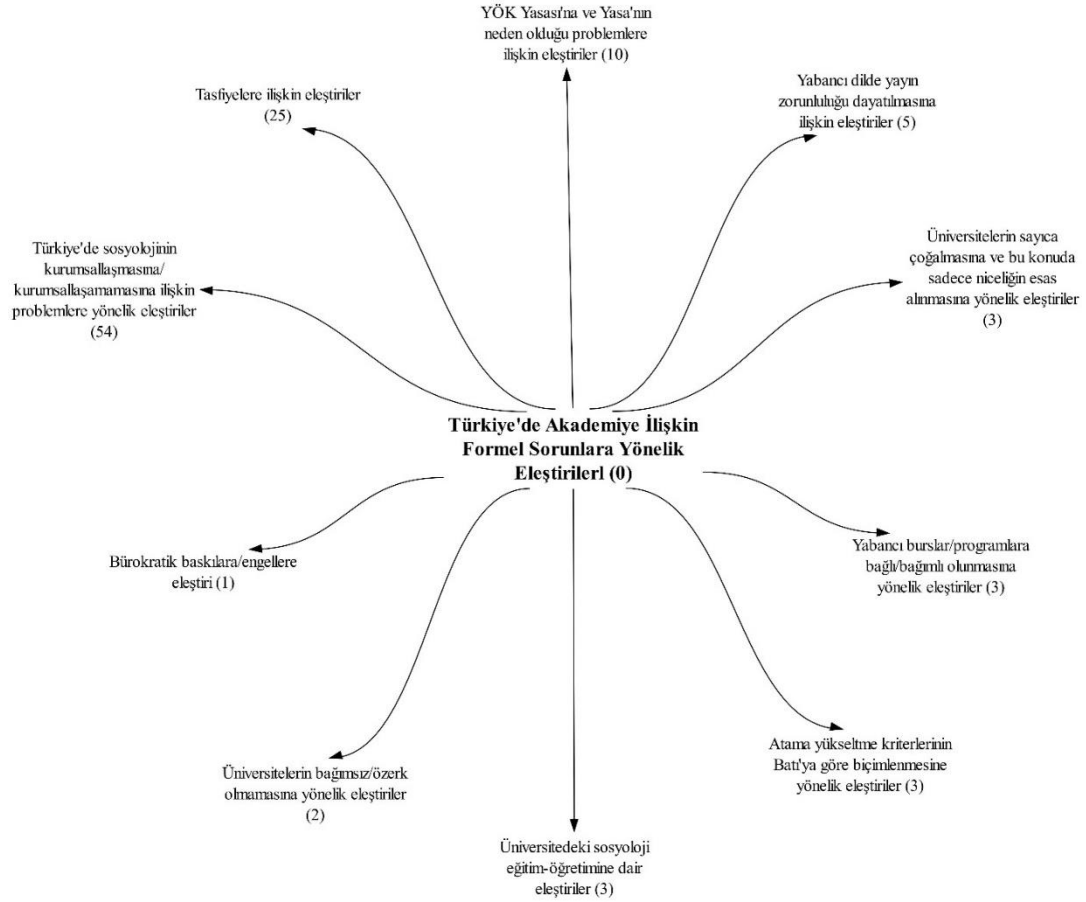 YÖK Yasası'na ve Yasa'nın
neden olduğu problemlere
ilişkin eleştiriler (10)
Tasfiyelere ilişkin eleştiriler
(25)
Yabancı dilde yayın
zorunluluğu dayatılmasına
ilişkin eleştiriler (5)
Türkiye'de sosyolojinin
kurumsallaşmasına/
kurumsallaşamamasına ilişkin
problemlere yönelik eleştiriler
(54)
Üniversitelerin sayıca
çoğalmasına ve bu konuda
sadece niceliğin esas
alınmasına yönelik eleştiriler
(3)
Türkiye'de Akademiye İlişkin
Formel Sorunlara Yönelik
Eleştirilerl (0)
Bürokratik baskılara/engellere
eleştiri (1)
Yabancı burslar/programlara
bağlı/bağımlı olunmasına
yönelik eleştiriler (3)
Üniversitelerin bağımsız/özerk
olmamasına yönelik eleştiriler
(2)
Atama yükseltme kriterlerinin
Batı'ya göre biçimlenmesine
yönelik eleştiriler (3)
Üniversitedeki sosyoloji
eğitim-öğretimine dair
eleştiriler (3)